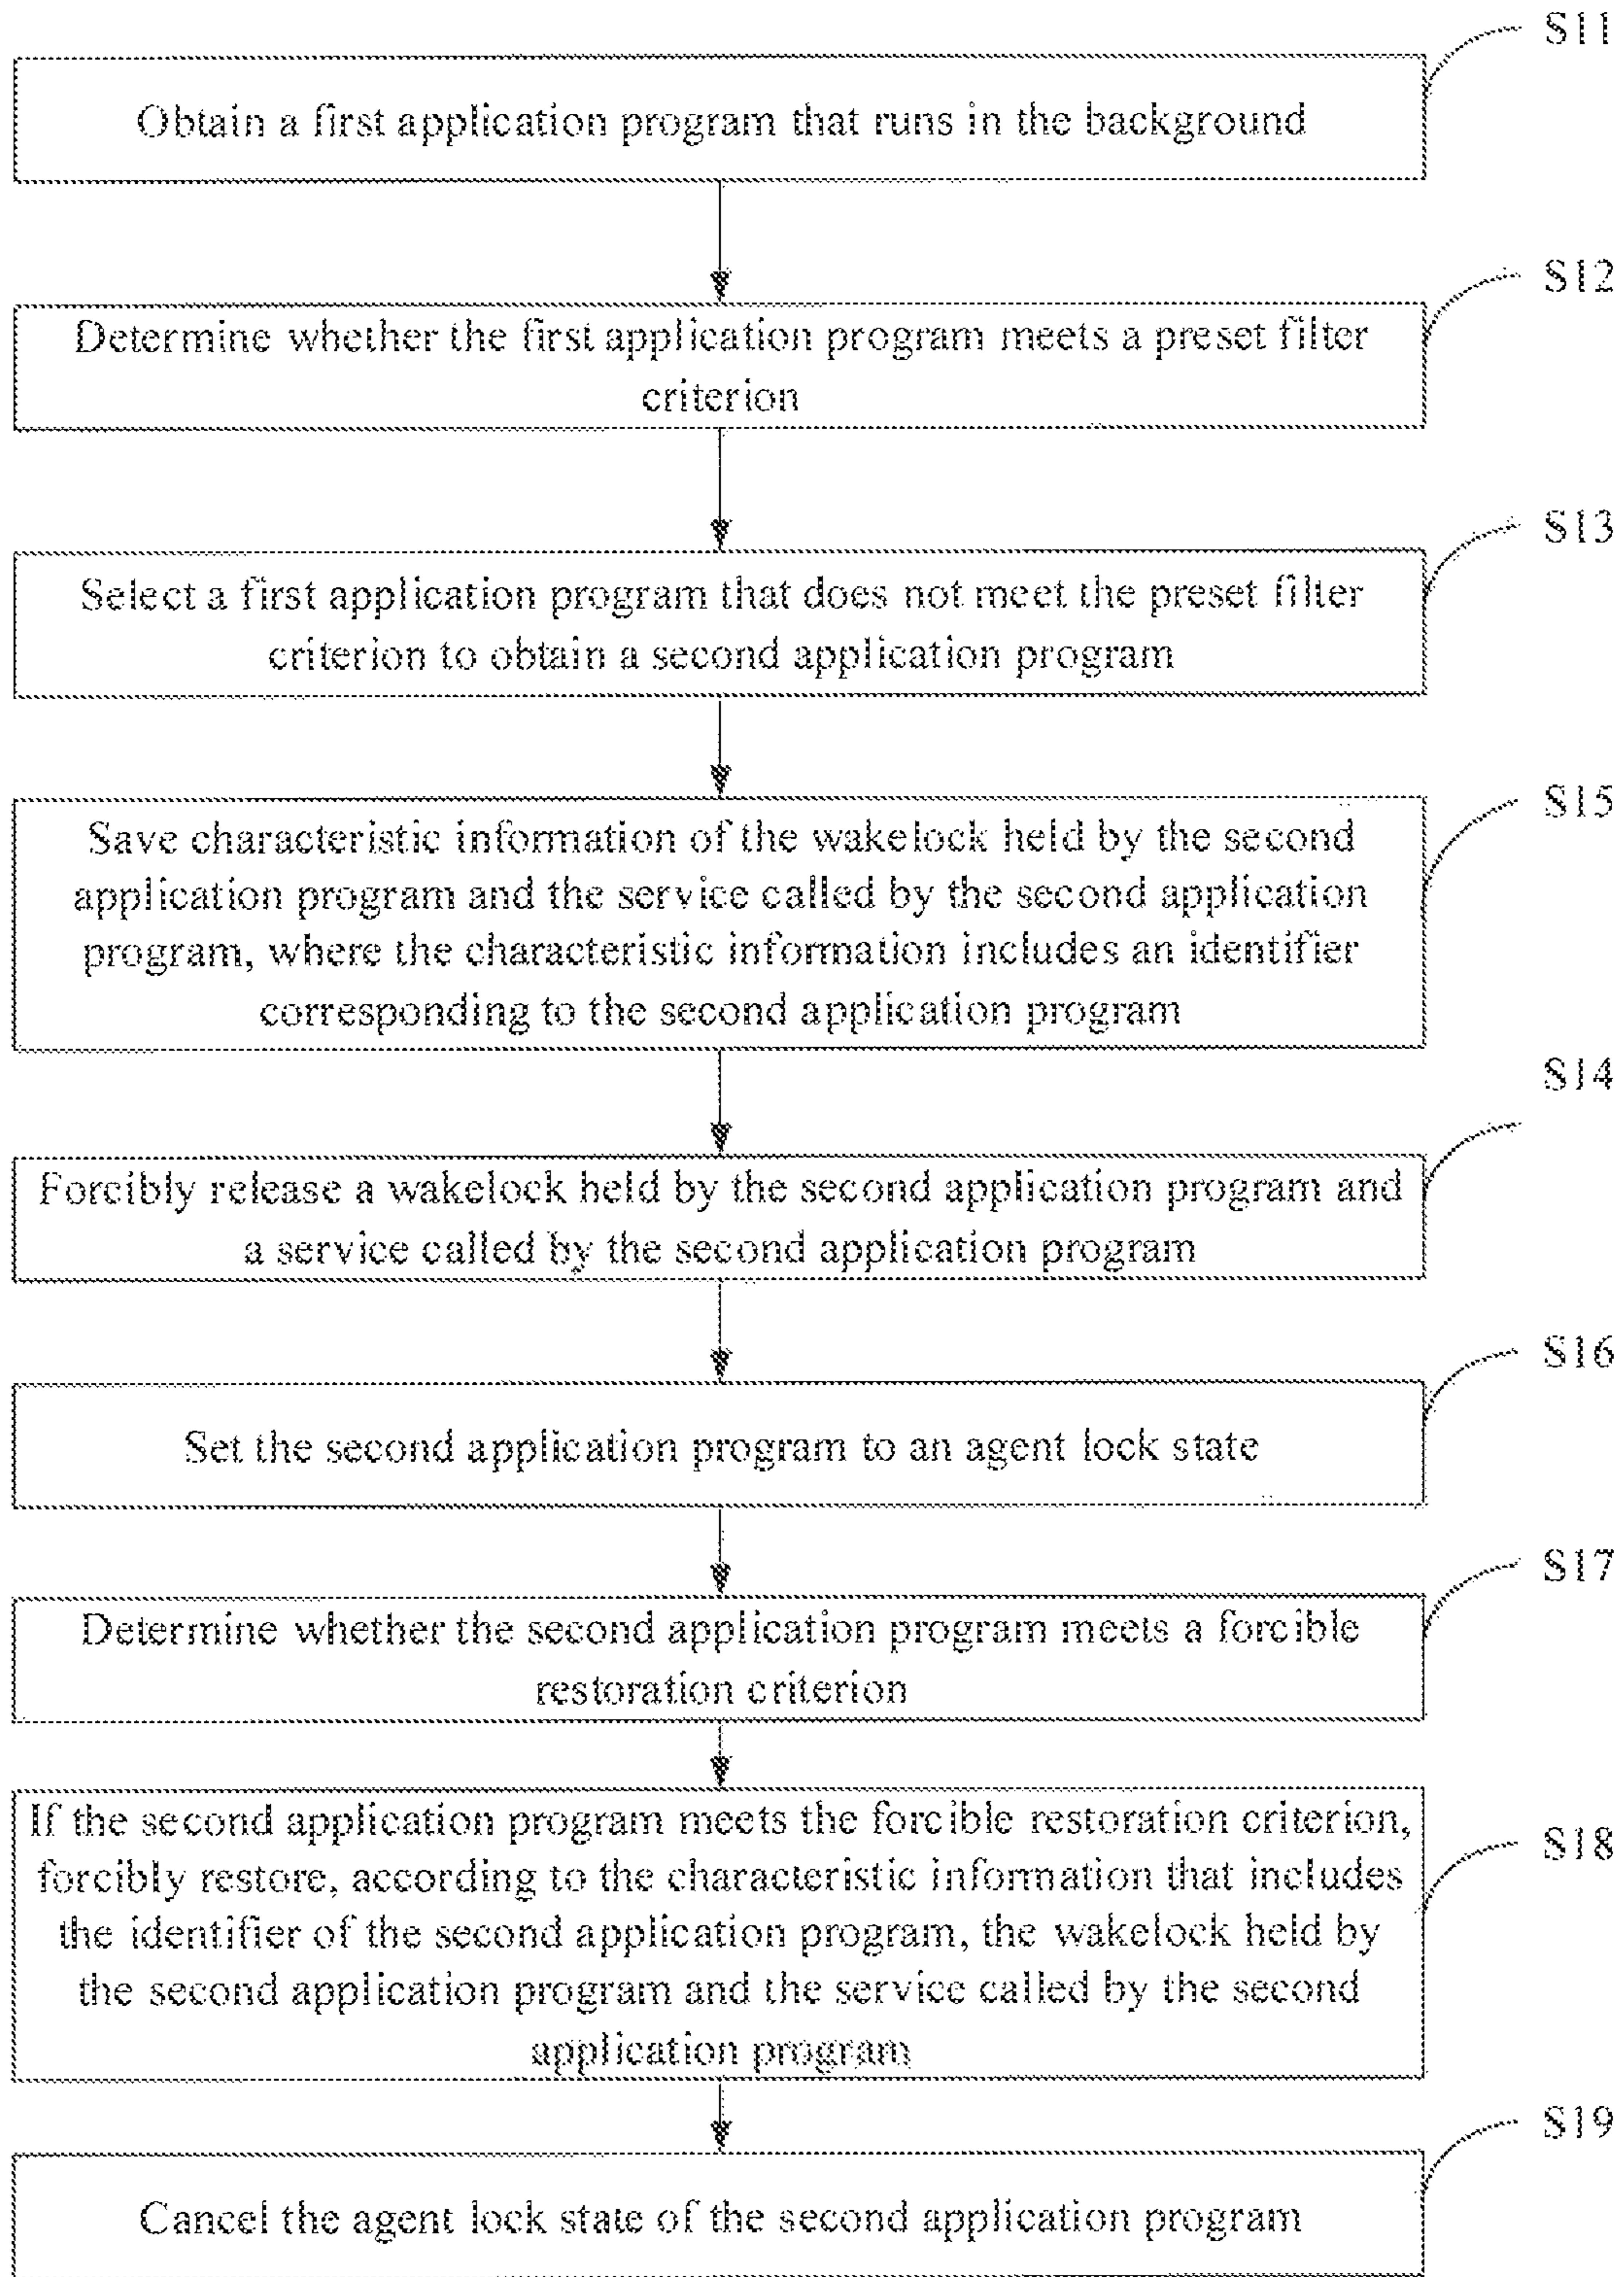 S11
Obtain a first application program that runs in the background
S12
Determine whether the first application program meets a preset filter
criterion
S13
Select a first application program that does not meet the preset filter
criterion to obtain a second application program
S15
Save characteristic information of the wakelock held by the second
application program and the service called by the second application
program, where the characteristic information includes an identifier
corresponding to the second application program
S14
Forcibly release a wakelock held by the second application program and
a service called by the second application program
S16
Set the second application program to an agent lock state
S17
Determine whether the second application program meets a forcible
restoration criterion
S18
If the second application program meets the forcible restoration criterion,
forcibly restore, according to the characteristic information that includes
the identifier of the second application program, the wakelock held by
the second application program and the service called by the second
application program
S19
Cancel the agent lock state of the second application program